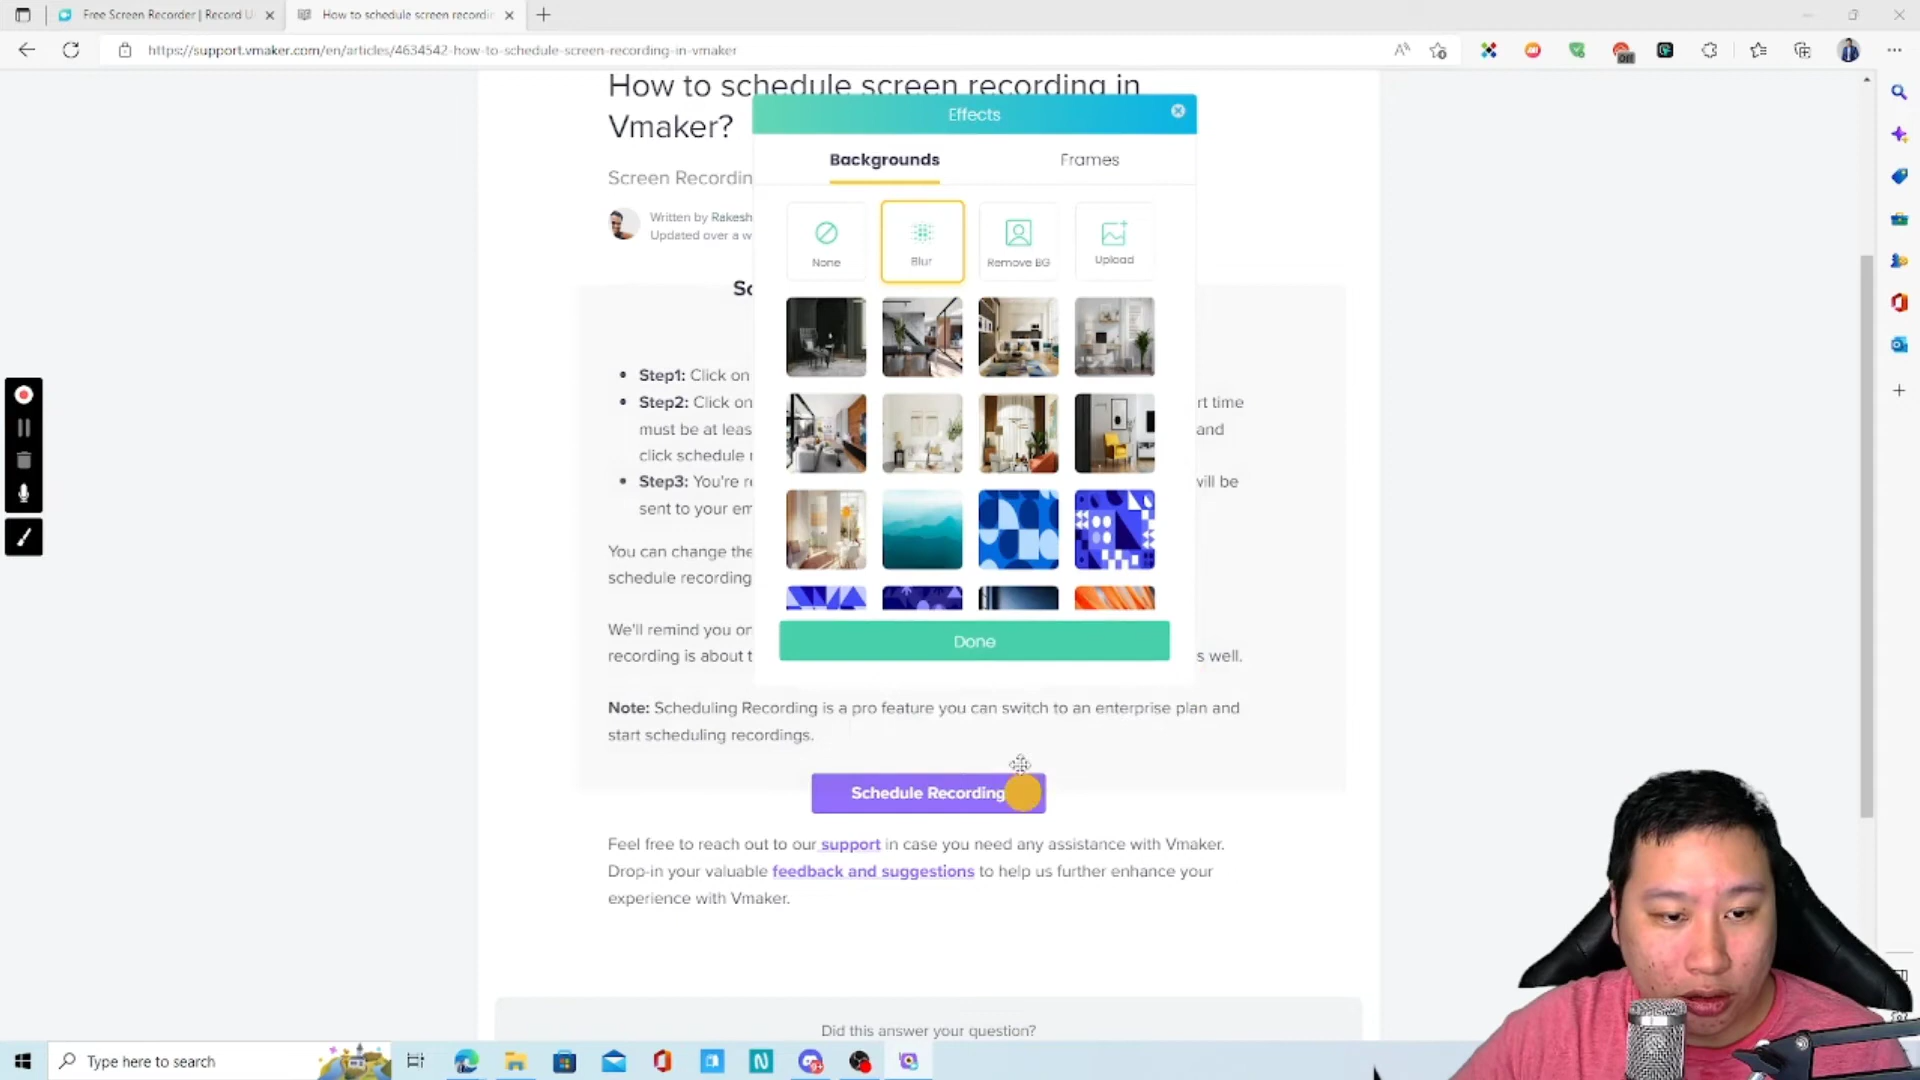 Free Screen Recorder | Record U
How to schedule screen recordin
https://support.vmaker.com/en/articles/4634542-how-to-schedule-screen-recording-in-vmaker
How to schedule screen recording in
Vmaker?
Screen Recordin
Written by Rakesh
Updated over a w
Effects
Backgrounds
Frames
None
Blur
Remove BG
Upload
Done
Step1: Click on
Step2: Click on
rt time
must be at leas
and
click schedule
Step3: You're
will be
sent to your em
You can change the
schedule recording
We'll remind you on
recording is about t
s well.
Note: Scheduling Recording is a pro feature you can switch to an enterprise plan and
start scheduling recordings.
Schedule Recording
Feel free to reach out to our support in case you need any assistance with Vmaker.
Drop-in your valuable feedback and suggestions to help us further enhance your
experience with Vmaker.
Did this answer your question?
Type here to search